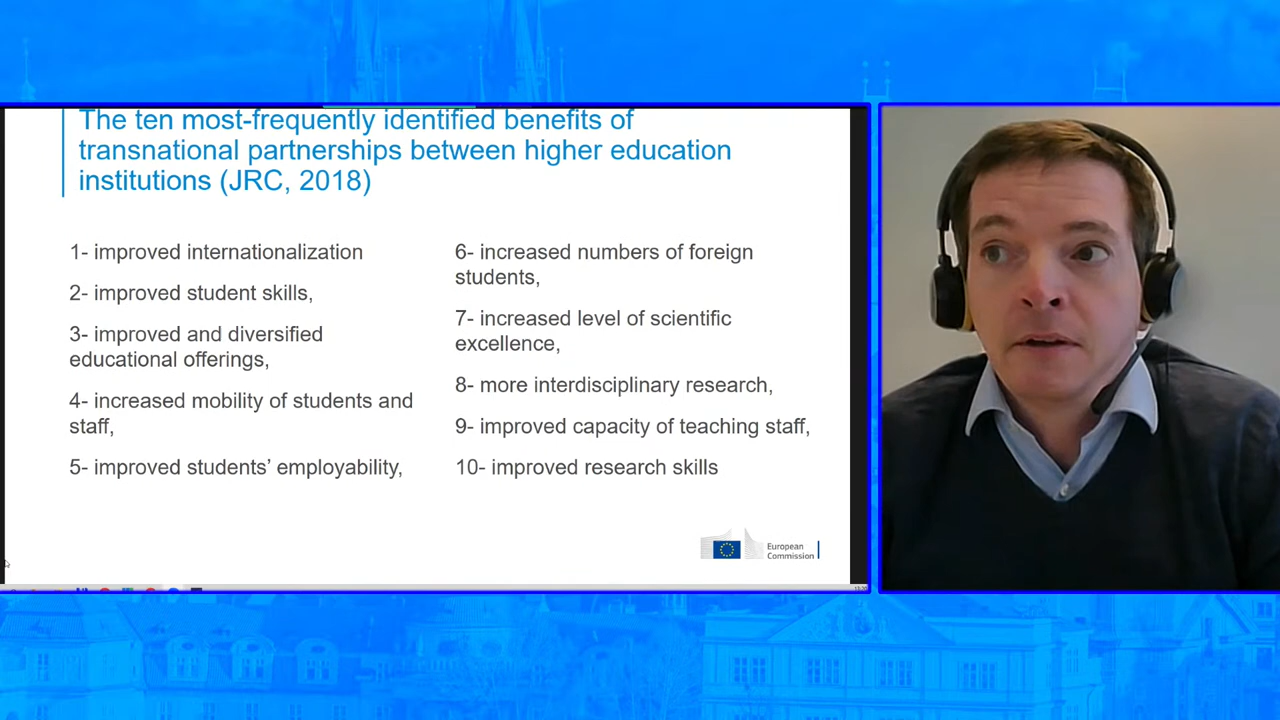 The ten most-frequently identified benefits of
transnational partnerships between higher education
institutions (JRC, 2018)
1- improved internationalization
2- improved student skills,
3- improved and diversified
educational offerings,
4- increased mobility of students and
staff,
5- improved students’ employability,
6- increased numbers of foreign
students,
7- increased level of scientific
excellence,
8- more interdisciplinary research,
9- improved capacity of teaching staff,
10- improved research skills
European
Commission